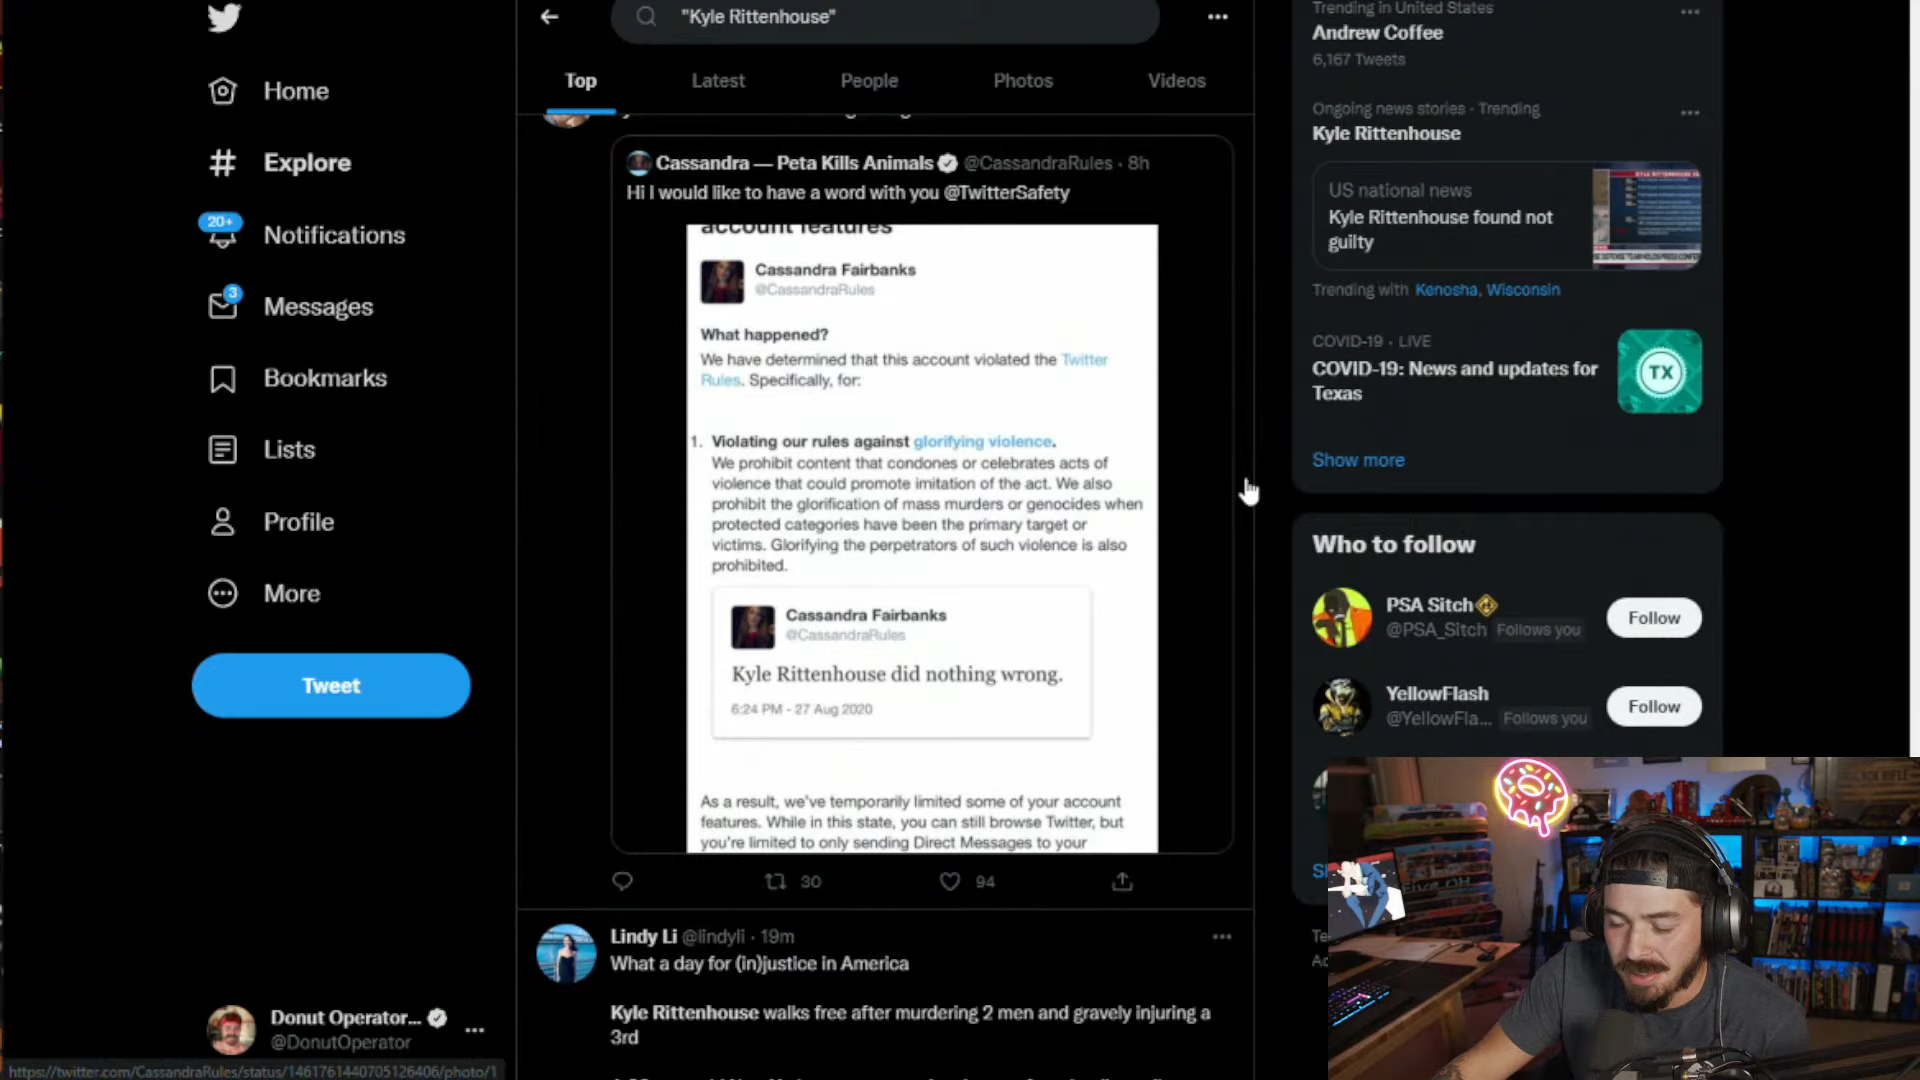 "Kyle Rittenhouse"
Top
Latest
People
Photos
Videos
Home
Explore
20+
Notifications
3
Messages
Bookmarks
Lists
Profile
More
Tweet
Donut Operator...
@DonutOperator
https://twitter.com/CassandraRules/status/1461761440705126406/photo/1
Cassandra — Peta Kills Animals @CassandraRules · 8h
Hi I would like to have a word with you @TwitterSafety
account features
Cassandra Fairbanks
@CassandraRules
What happened?
We have determined that this account violated the Twitter
Rules. Specifically, for:
1. Violating our rules against glorifying violence.
We prohibit content that condones or celebrates acts of
violence that could promote imitation of the act. We also
prohibit the glorification of mass murders or genocides when
protected categories have been the primary target or
victims. Glorifying the perpetrators of such violence is also
prohibited.
Cassandra Fairbanks
@CassandraRules
Kyle Rittenhouse did nothing wrong.
6:24 PM - 27 Aug 2020
As a result, we've temporarily limited some of your account
features. While in this state, you can still browse Twitter, but
you're limited to only sending Direct Messages to your
30
94
Lindy Li @lindyli · 19m
What a day for (in)justice in America
Kyle Rittenhouse walks free after murdering 2 men and gravely injuring a
3rd
Trending in United States
Andrew Coffee
6,167 Tweets
Ongoing news stories · Trending
Kyle Rittenhouse
US national news
Kyle Rittenhouse found not
guilty
Trending with Kenosha, Wisconsin
COVID-19 · LIVE
COVID-19: News and updates for
Texas
TX
Show more
Who to follow
PSA Sitch
@PSA_Sitch Follows you
Follow
YellowFlash
@YellowFla... Follows you
Follow